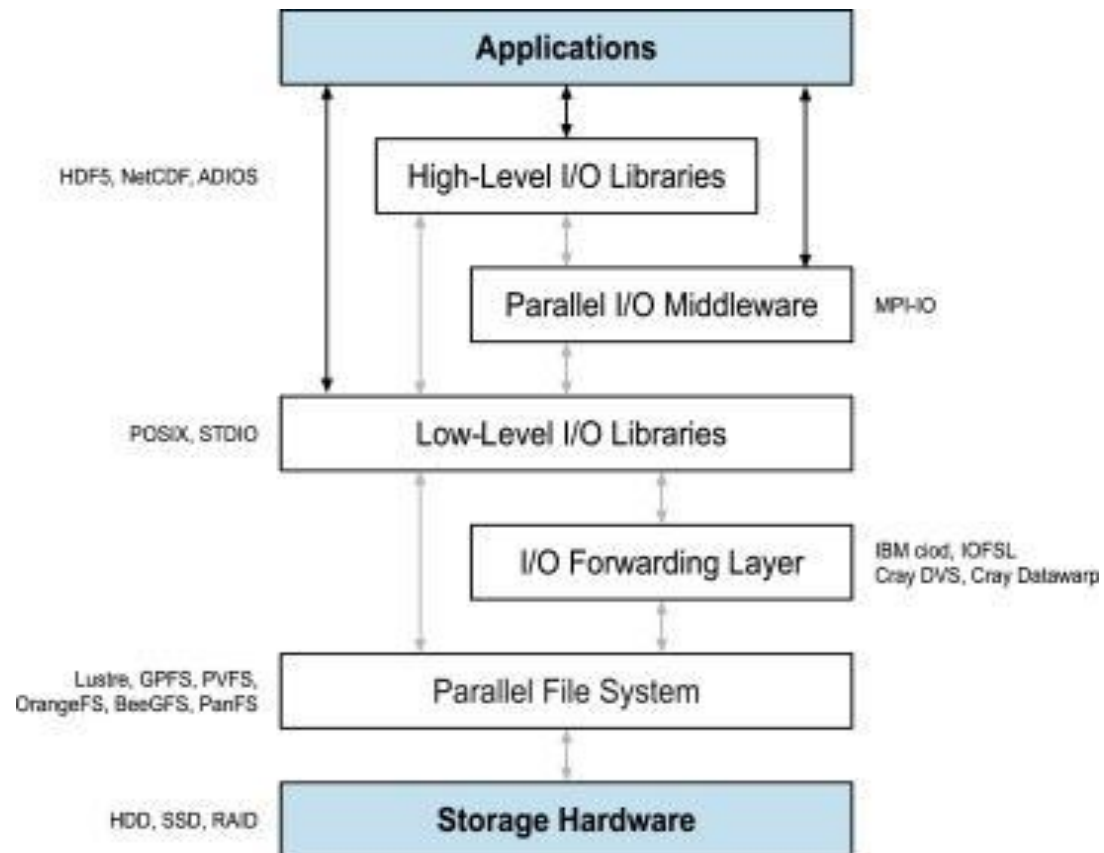 Applications
HDF5, NetCDF, ADIOS
High-Level I/O Libraries
Parallel I/O Middleware
MPI-IO
POSIX, STDIO
Low-Level I/O Libraries
I/O Forwarding Layer
IBM ciod, IOFSL
Cray DVS, Cray Datawarp
Lustre, GPFS, PVFS,
OrangeFS, BeeGFS, PanFS
Parallel File System
HDD, SSD, RAID
Storage Hardware